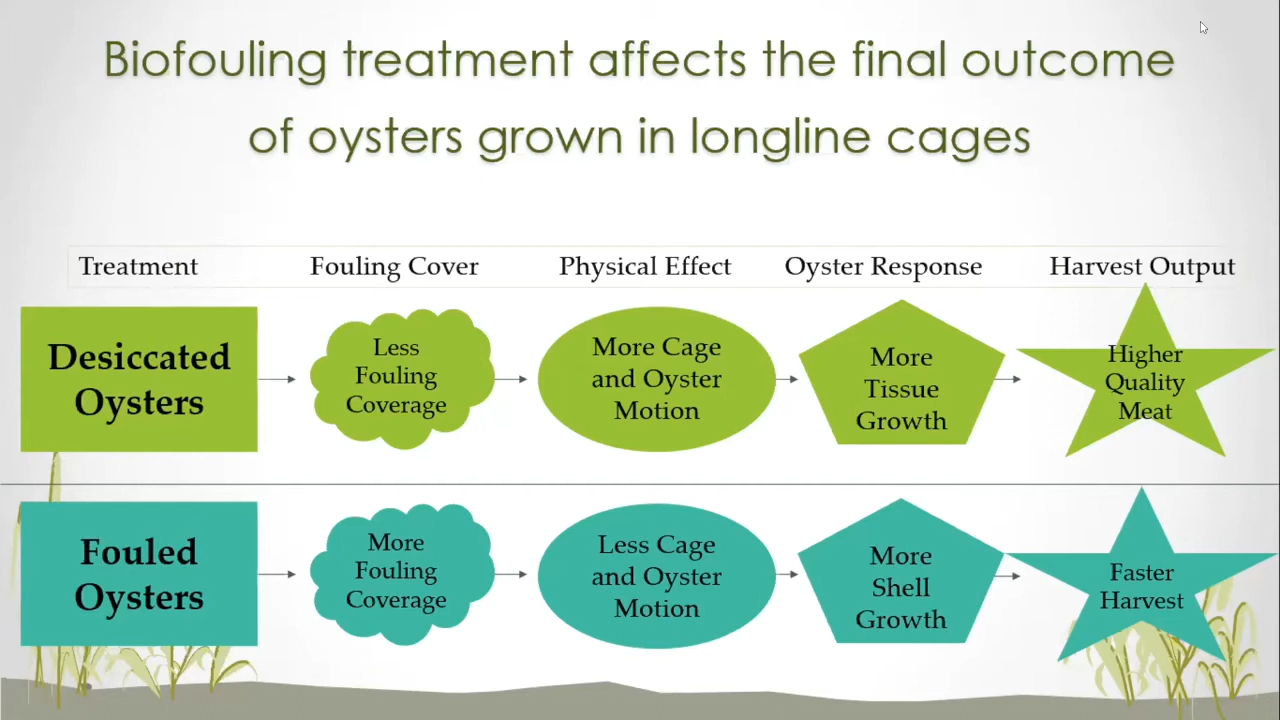 Biofouling treatment affects the final outcome
of oysters grown in longline cages
Treatment
Fouling Cover
Physical Effect
Oyster Response
Harvest Output
Desiccated
Oysters
Less
Fouling
Coverage
More Cage
and Oyster
Motion
More
Tissue
Growth
Higher
Quality
Meat
Fouled
Oysters
More
Fouling
Coverage
Less Cage
and Oyster
Motion
More
Shell
Growth
Faster
Harvest